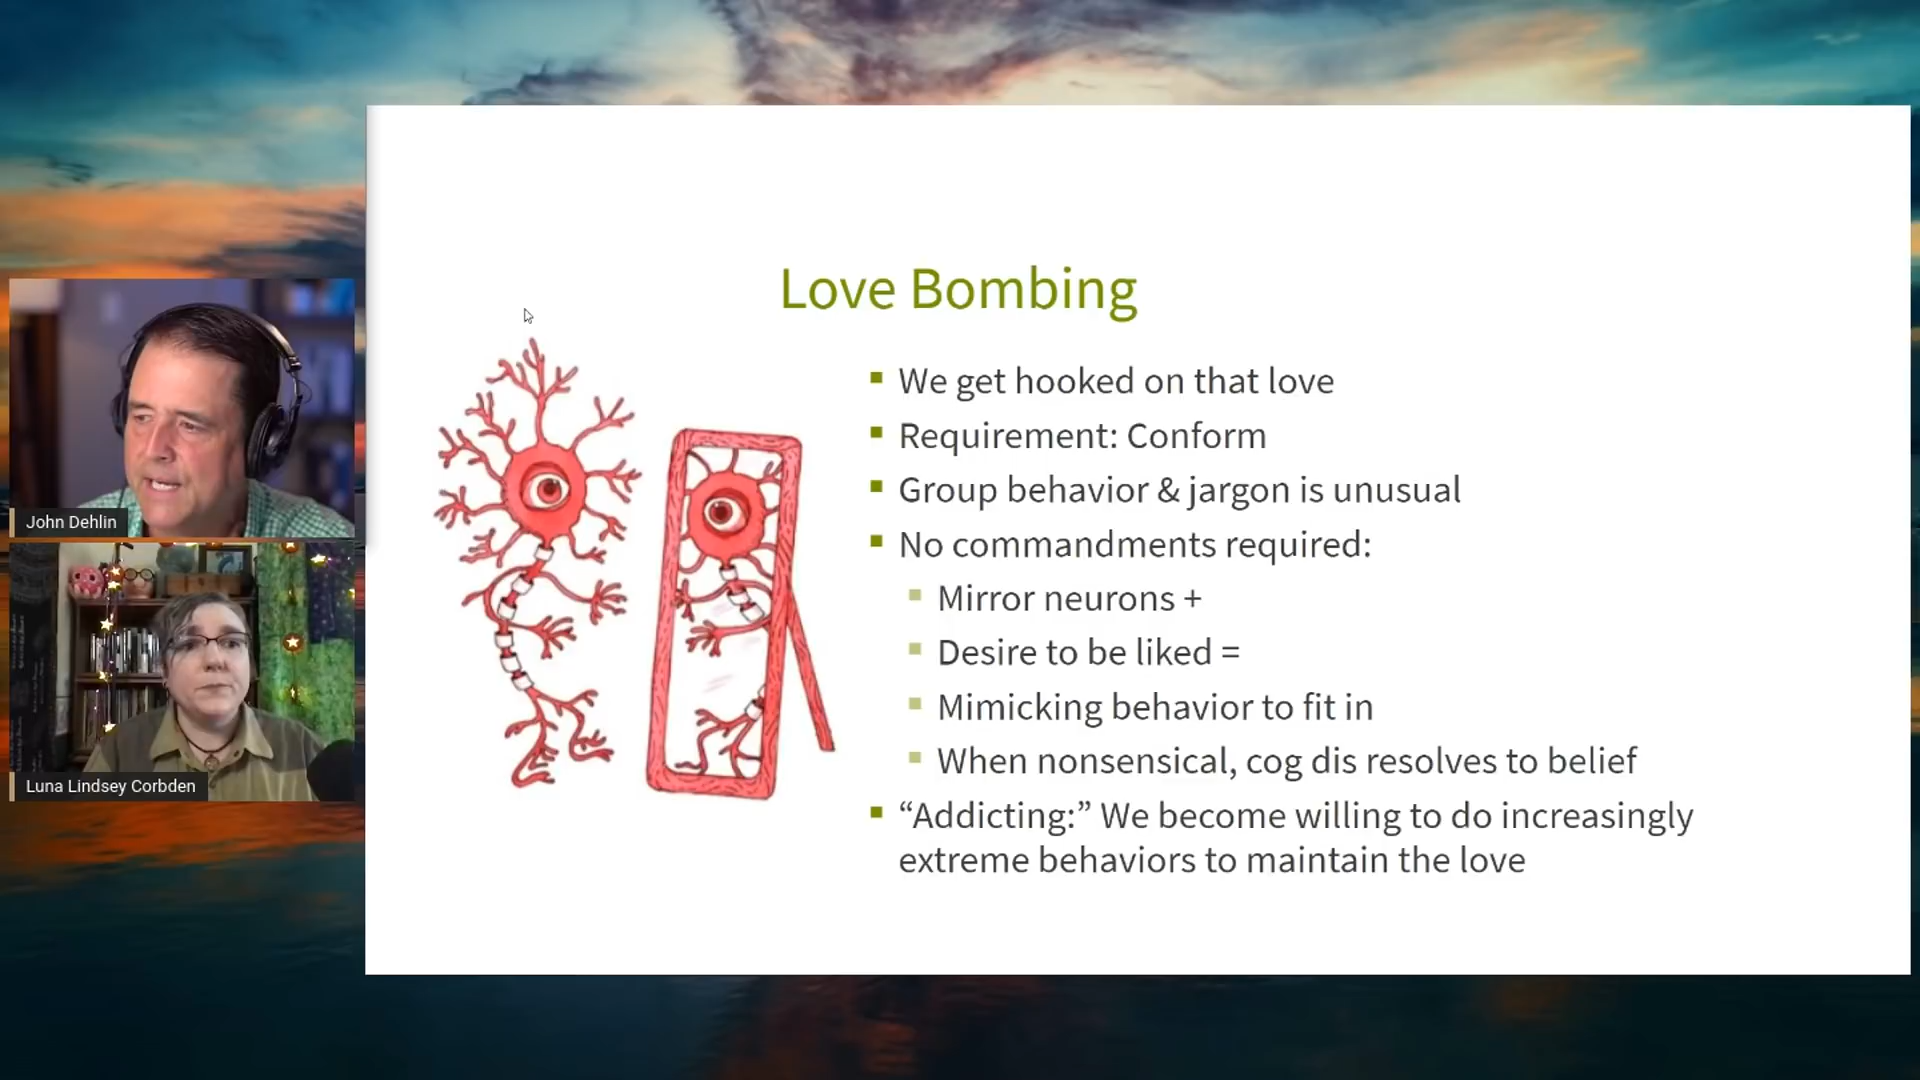 Love Bombing
We get hooked on that love
Requirement: Conform
Group behavior & jargon is unusual
No commandments required:
Mirror neurons +
Desire to be liked =
Mimicking behavior to fit in
When nonsensical, cog dis resolves to belief
“Addicting:” We become willing to do increasingly
extreme behaviors to maintain the love
John Dehlin
Luna Lindsey Corbden